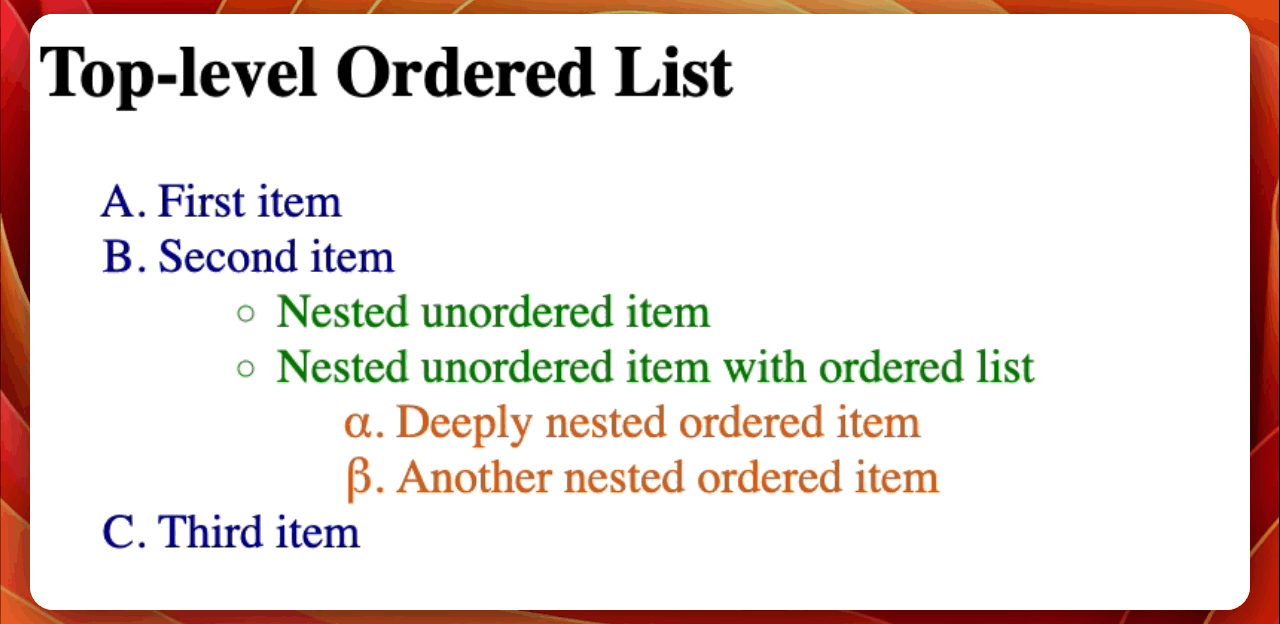 Top-level Ordered List
A. First item
B. Second item
○ Nested unordered item
○ Nested unordered item with ordered list
α. Deeply nested ordered item
β. Another nested ordered item
C. Third item